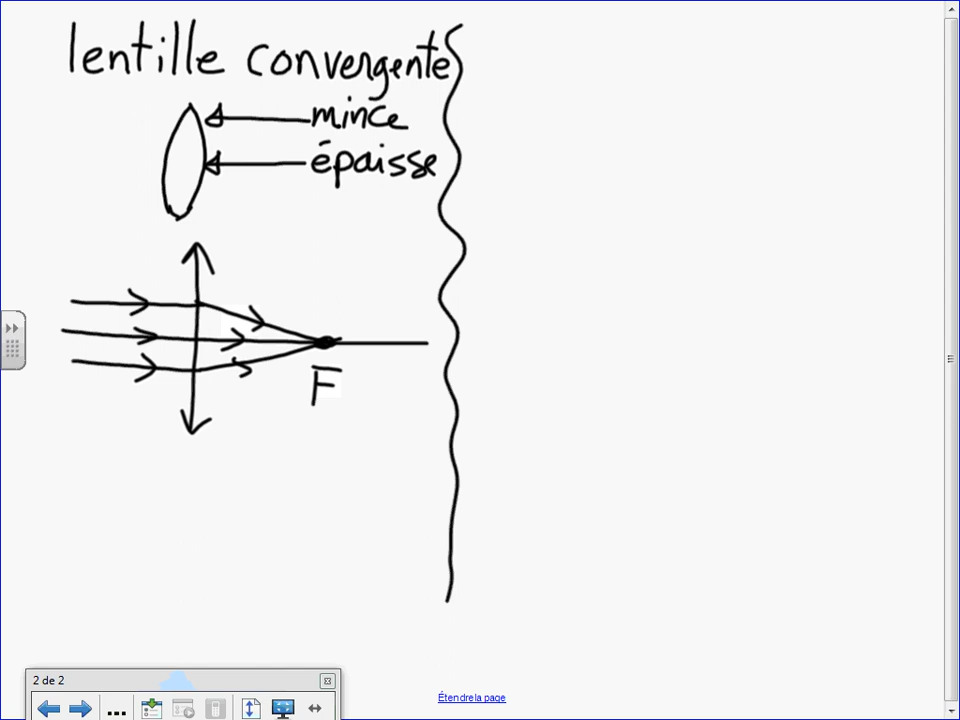 lentille convergente
mince
épaisse
F
2 de 2
Étendre la page